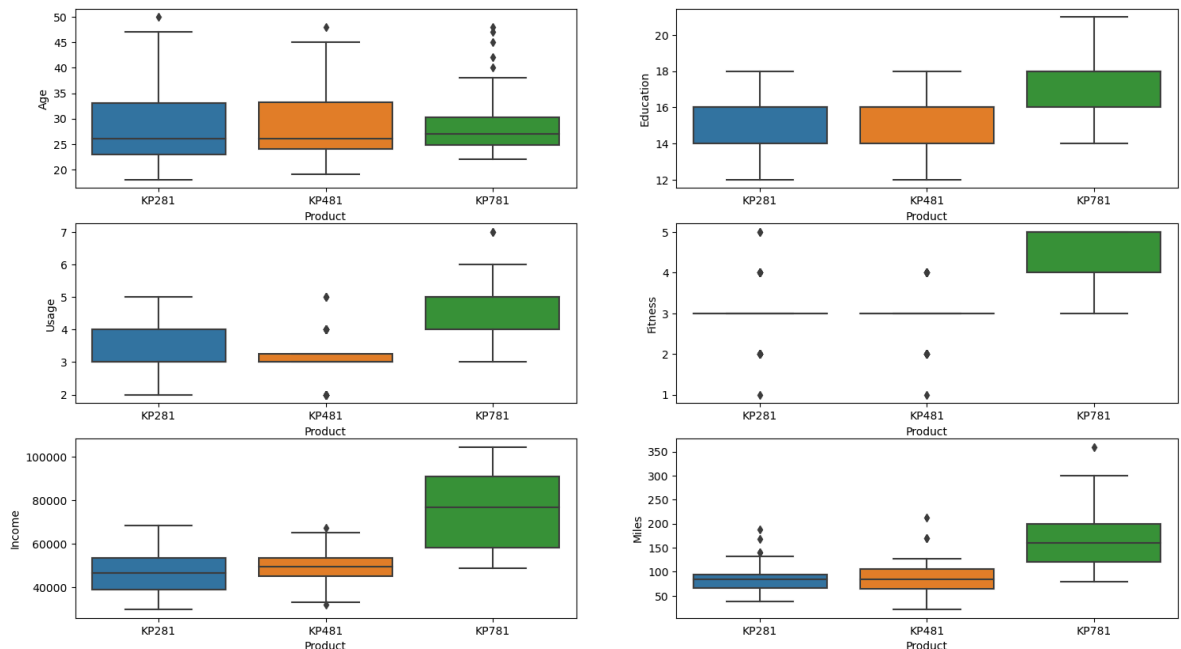 50
45
40
35
30
25
20
Age
KP281 KP481 KP781
Product
20
18
16
14
12
Education
KP281 KP481 KP781
Product
7
6
5
4
3
2
Usage
KP281 KP481 KP781
Product
5
4
3
2
1
Fitness
KP281 KP481 KP781
Product
100000
80000
60000
40000
Income
KP281 KP481 KP781
Product
350
300
250
200
150
100
50
Miles
KP281 KP481 KP781
Product